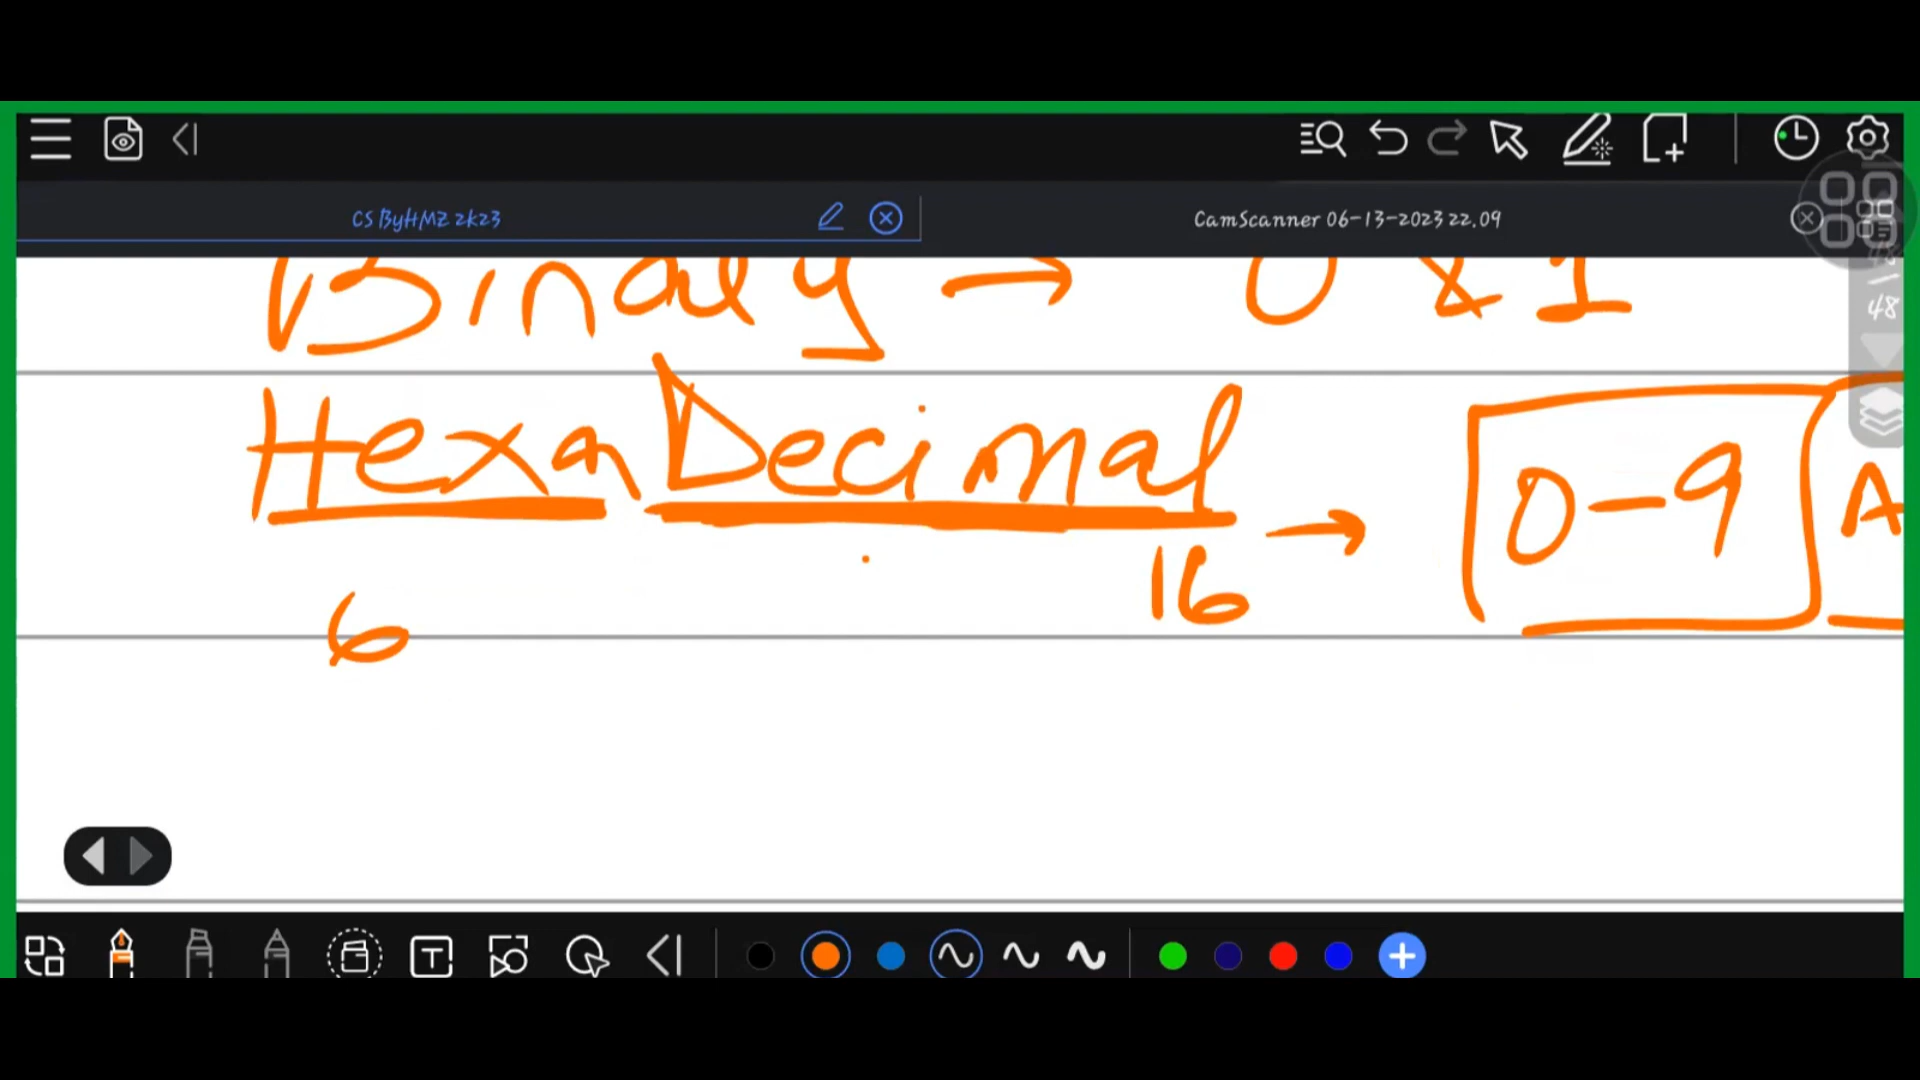 CS ByHMZ 2k23
CamScanner 06-13-2023 22.09
48
Binary → 0 & 1
HexaDecimal → 0-9 A
16
6